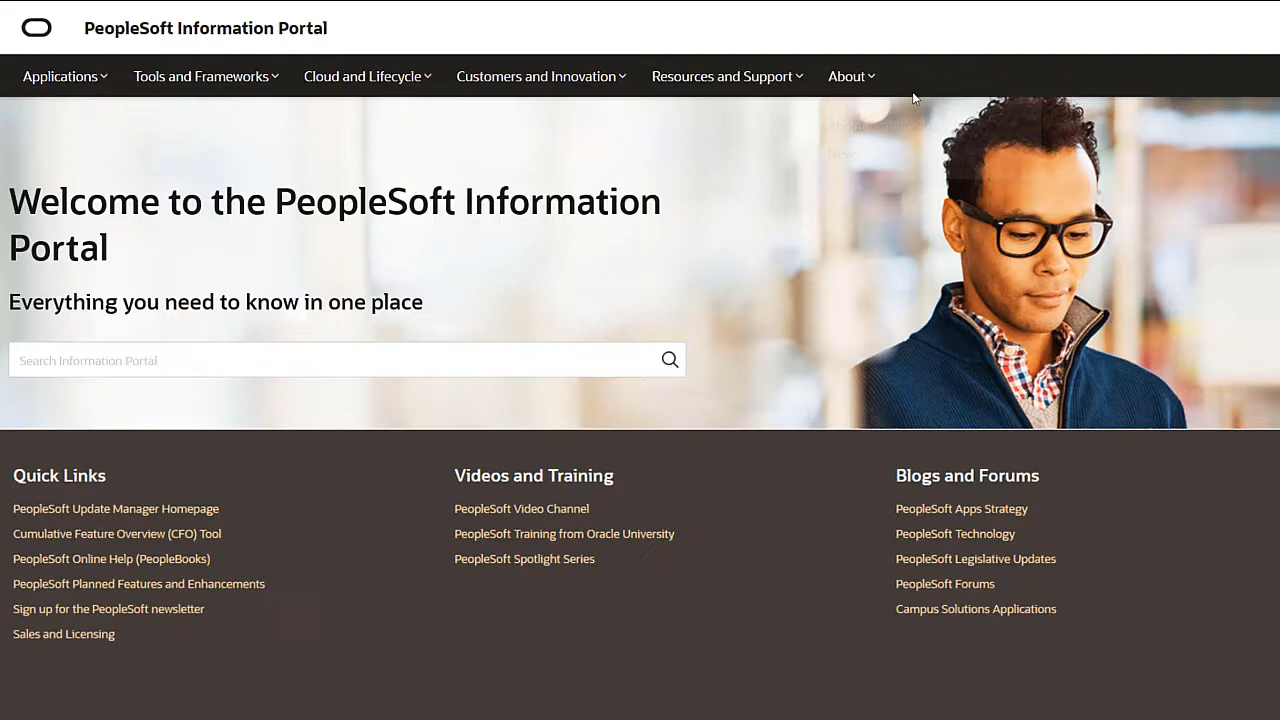 PeopleSoft Information Portal
Applications Tools and Frameworks Cloud and Lifecycle Customers and Innovation Resources and Support About
Welcome to the PeopleSoft Information
Portal
Everything you need to know in one place
Search Information Portal
Quick Links
PeopleSoft Update Manager Homepage
Cumulative Feature Overview (CFO) Tool
PeopleSoft Online Help (PeopleBooks)
PeopleSoft Planned Features and Enhancements
Sign up for the PeopleSoft newsletter
Sales and Licensing
Videos and Training
PeopleSoft Video Channel
PeopleSoft Training from Oracle University
PeopleSoft Spotlight Series
Blogs and Forums
PeopleSoft Apps Strategy
PeopleSoft Technology
PeopleSoft Legislative Updates
PeopleSoft Forums
Campus Solutions Applications